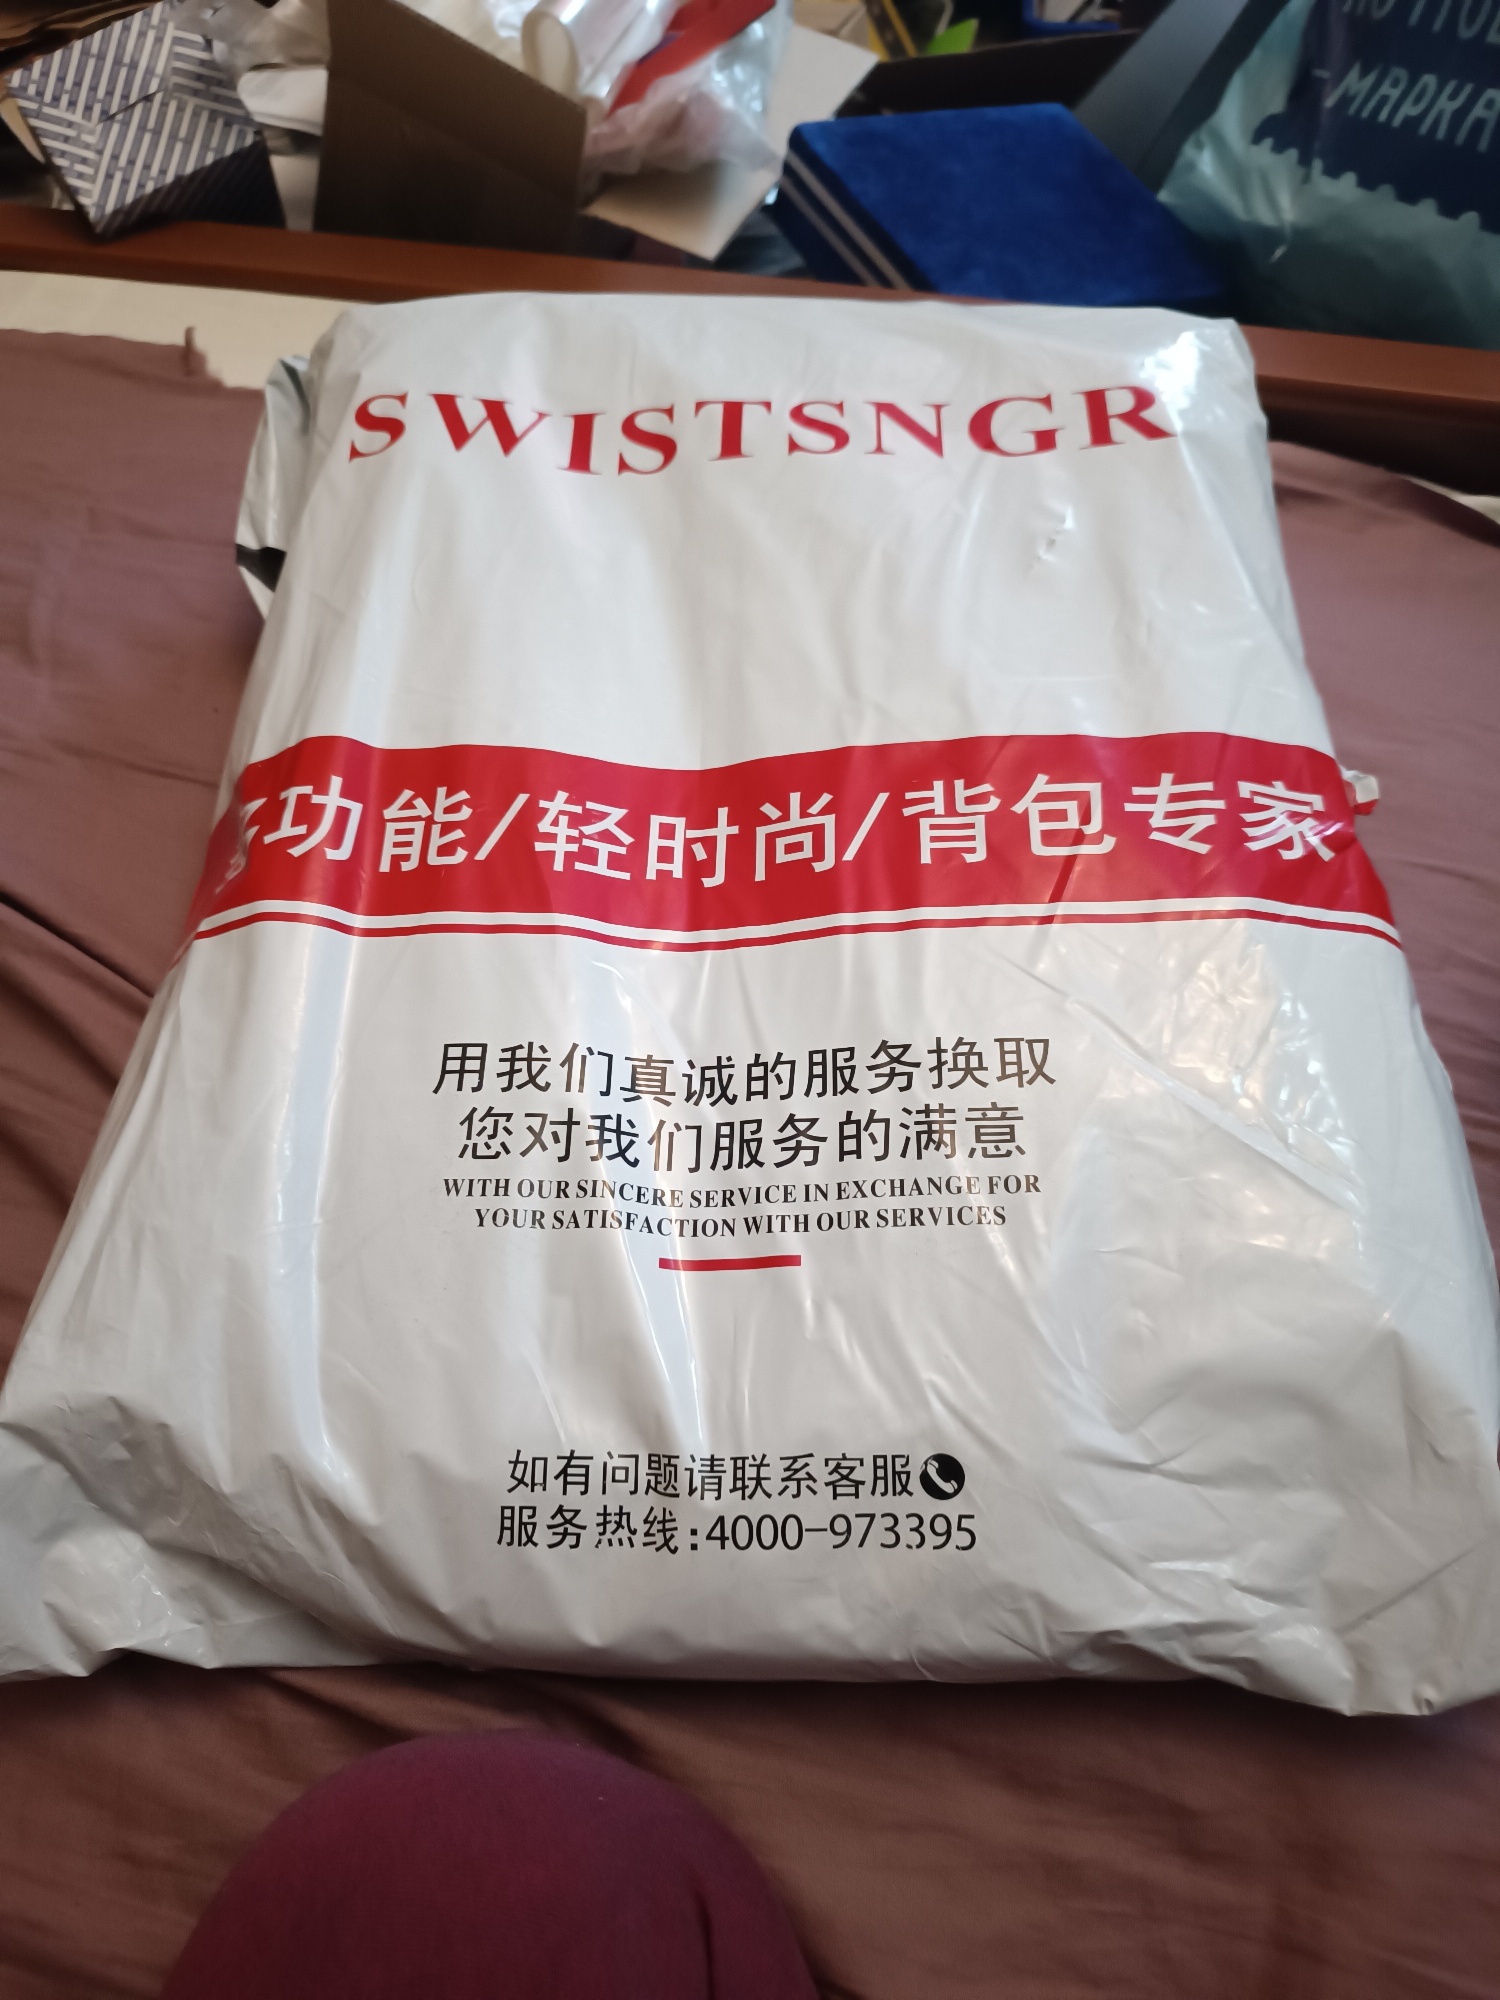 МАРКА
SWISTSNGR
多功能/轻时尚/背包专家
用我们真诚的服务换取
您对我们服务的满意
WITH OUR SINCERE SERVICE IN EXCHANGE FOR
YOUR SATISFACTION WITH OUR SERVICES
如有问题请联系客服
服务热线:4000-973395